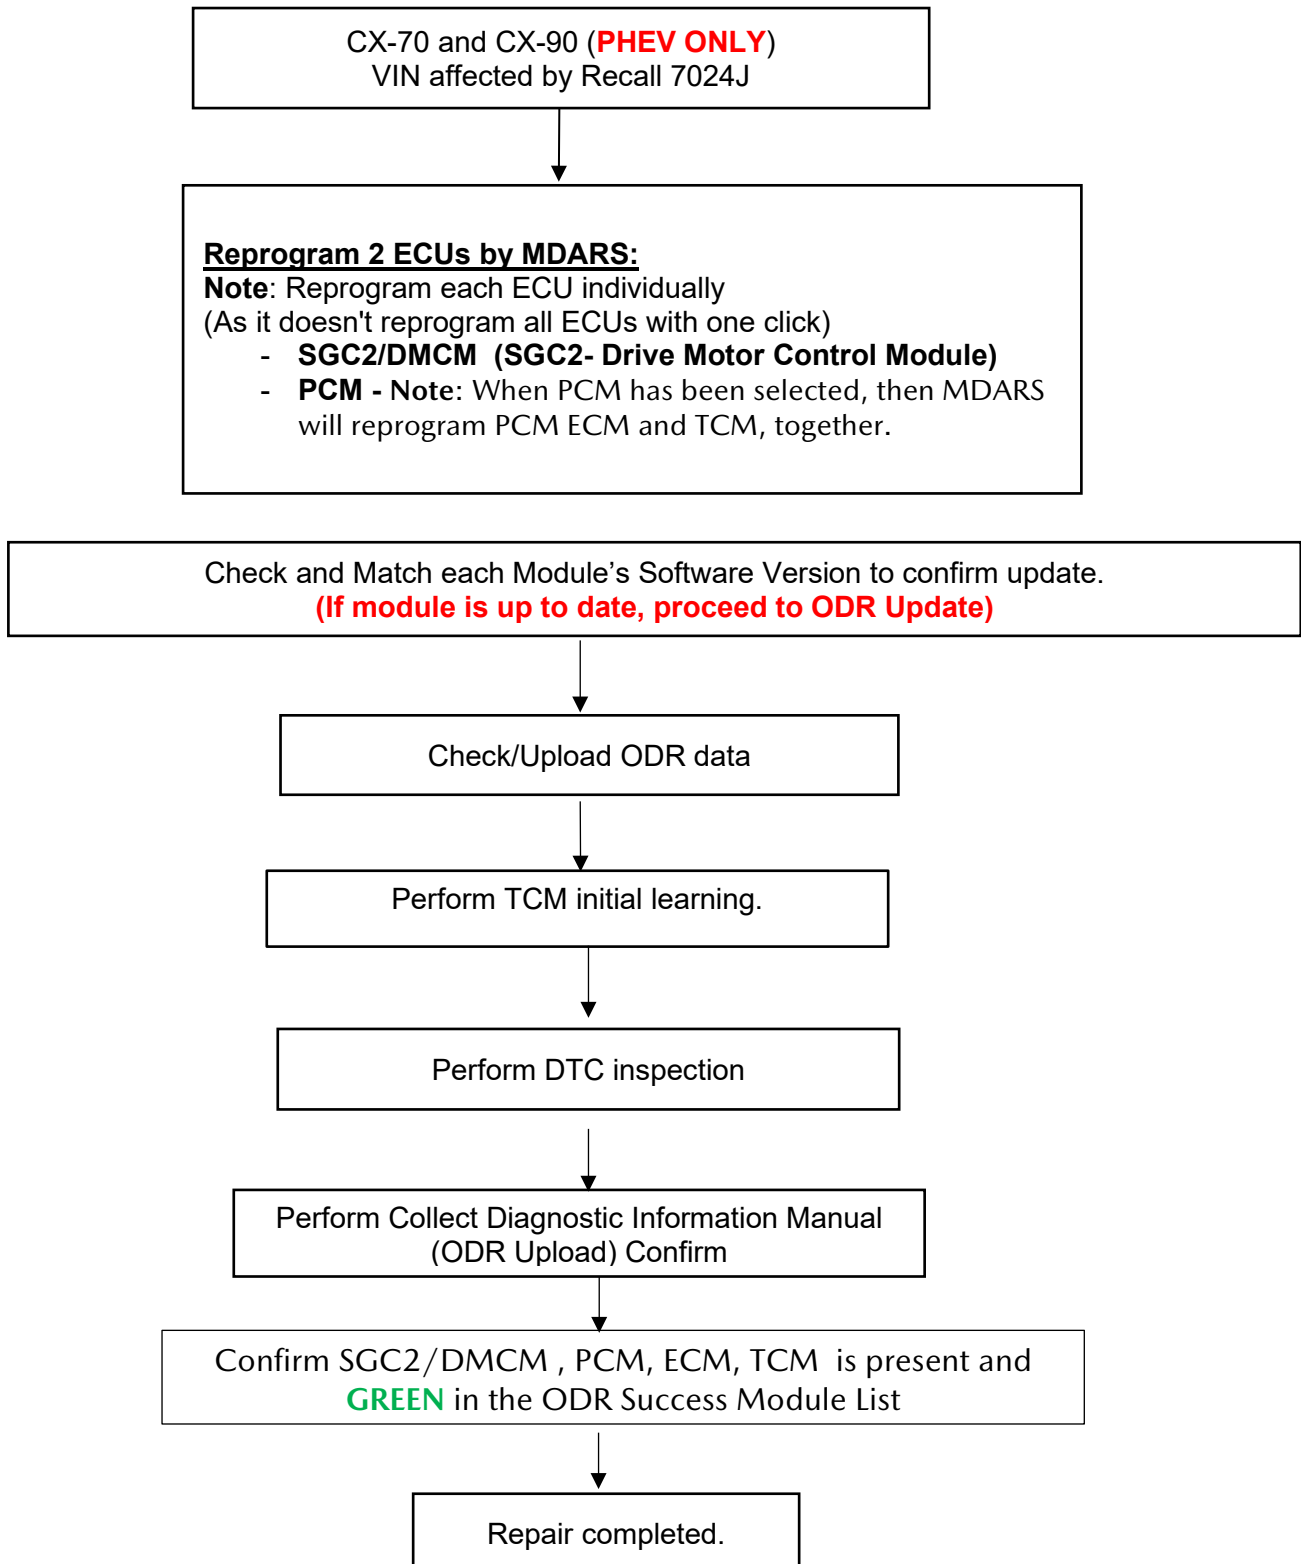 CX-70 and CX-90 (PHEV ONLY)
VIN affected by Recall 7024J
Reprogram 2 ECUs by MDARS:
Note: Reprogram each ECU individually
(As it doesn't reprogram all ECUs with one click)
- SGC2/DMCM (SGC2- Drive Motor Control Module)
- PCM - Note: When PCM has been selected, then MDARS
will reprogram PCM ECM and TCM, together.
Check and Match each Module’s Software Version to confirm update.
(If module is up to date, proceed to ODR Update)
Check/Upload ODR data
Perform TCM initial learning.
Perform DTC inspection
Perform Collect Diagnostic Information Manual
(ODR Upload) Confirm
Confirm SGC2/DMCM , PCM, ECM, TCM is present and
GREEN in the ODR Success Module List
Repair completed.